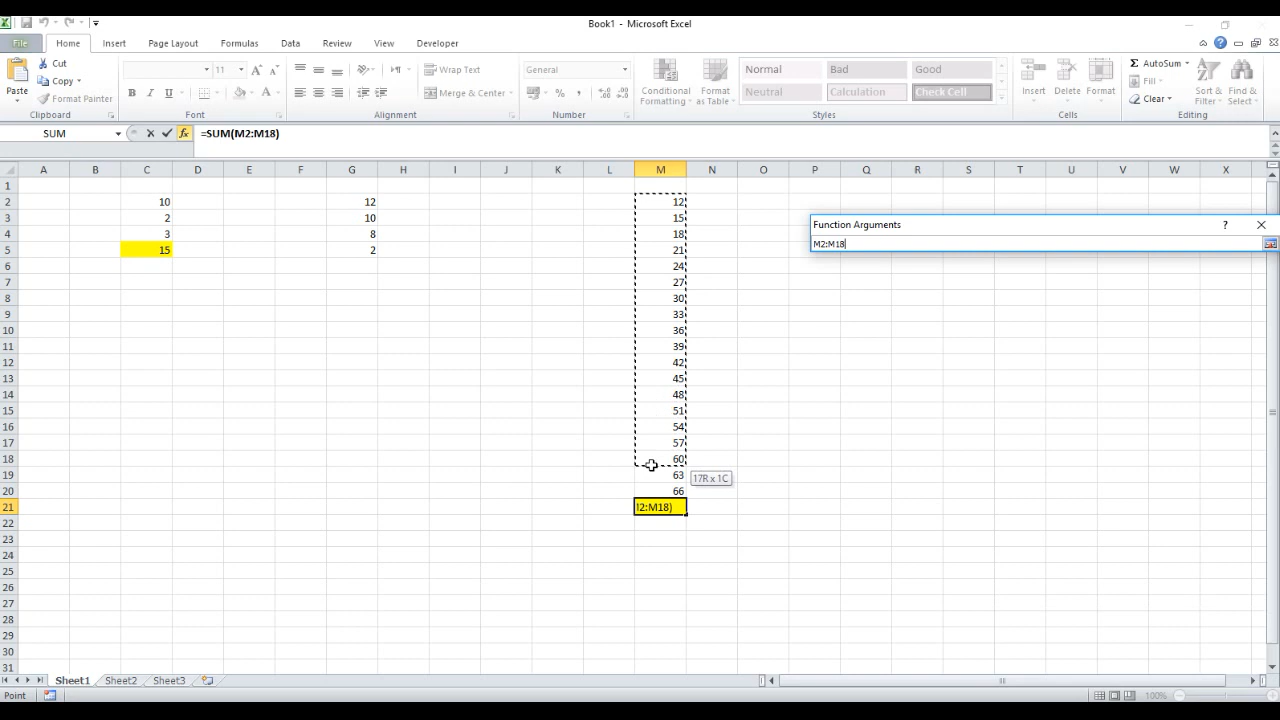 Book1 - Microsoft Excel
File Home Insert Page Layout Formulas Data Review View Developer
Cut
Copy
Format Painter
Paste
Clipboard
11
Font
Wrap Text
Merge & Center
Alignment
General
Number
Conditional Formatting
Format as Table
Normal Bad Good
Neutral Calculation Check Cell
Styles
Insert Delete Format
Cells
AutoSum
Fill
Clear
Sort & Filter
Find & Select
Editing
SUM =SUM(M2:M18)
A B C D E F G H I J K L M N O P Q R S T U V W X
1
2 10 12 12
3 2 10 15
4 3 8 18
5 15 2 21
6 24
7 27
8 30
9 33
10 36
11 39
12 42
13 45
14 48
15 51
16 54
17 57
18 60
19 63
20 66
21 !2:M18)
22
23
24
25
26
27
28
29
30
31
17R x 1C
Function Arguments
M2:M18
Sheet1 Sheet2 Sheet3
Point 100%